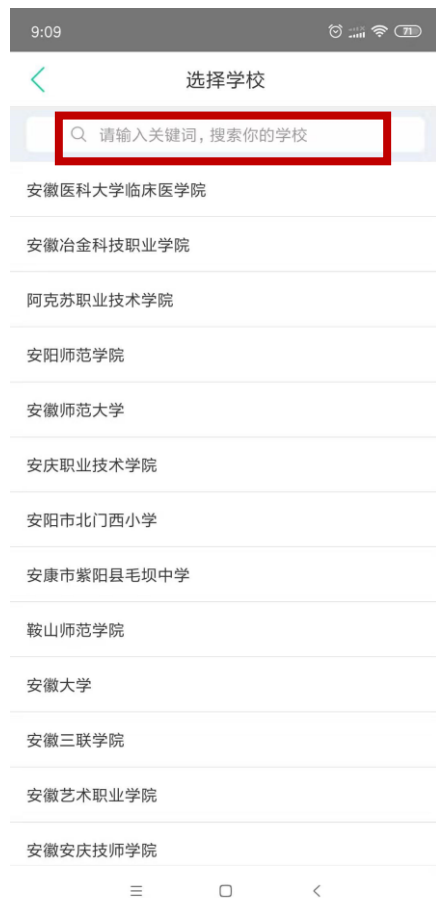 9:09
71
选择学校
请输入关键词，搜索你的学校
安徽医科大学临床医学院
安徽冶金科技职业学院
阿克苏职业技术学院
安阳师范学院
安徽师范大学
安庆职业技术学院
安阳市北门西小学
安康市紫阳县毛坝中学
鞍山师范学院
安徽大学
安徽三联学院
安徽艺术职业学院
安徽安庆技师学院